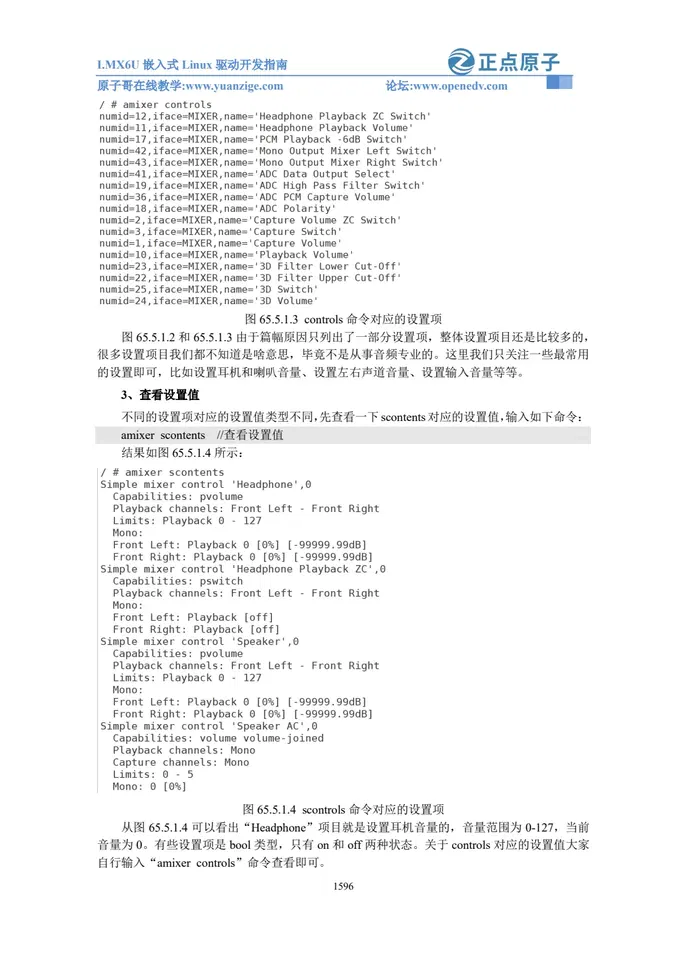 I.MX6U 嵌入式 Linux 驱动开发指南
正点原子
原子哥在线教学:www.yuanzige.com 论坛:www.openedv.com
/ # amixer controls
numid=12,iface=MIXER,name='Headphone Playback ZC Switch'
numid=11,iface=MIXER,name='Headphone Playback Volume'
numid=17,iface=MIXER,name='PCM Playback -6dB Switch'
numid=42,iface=MIXER,name='Mono Output Mixer Left Switch'
numid=43,iface=MIXER,name='Mono Output Mixer Right Switch'
numid=41,iface=MIXER,name='ADC Data Output Select'
numid=19,iface=MIXER,name='ADC High Pass Filter Switch'
numid=36,iface=MIXER,name='ADC PCM Capture Volume'
numid=18,iface=MIXER,name='ADC Polarity'
numid=2,iface=MIXER,name='Capture Volume ZC Switch'
numid=3,iface=MIXER,name='Capture Switch'
numid=1,iface=MIXER,name='Capture Volume'
numid=10,iface=MIXER,name='Playback Volume'
numid=23,iface=MIXER,name='3D Filter Lower Cut-Off'
numid=22,iface=MIXER,name='3D Filter Upper Cut-Off'
numid=25,iface=MIXER,name='3D Switch'
numid=24,iface=MIXER,name='3D Volume'
图 65.5.1.3 controls 命令对应的设置项
图 65.5.1.2 和 65.5.1.3 由于篇幅原因只列出了一部分设置项，整体设置项目还是比较多的，
很多设置项目我们都不知道是啥意思，毕竟不是从事音频专业的。这里我们只关注一些最常用
的设置即可，比如设置耳机和喇叭音量、设置左右声道音量、设置输入音量等等。
3、查看设置值
不同的设置项对应的设置值类型不同，先查看一下 scontents 对应的设置值，输入如下命令：
amixer scontents //查看设置值
结果如图 65.5.1.4 所示：
/ # amixer scontents
Simple mixer control 'Headphone',0
Capabilities: pvolume
Playback channels: Front Left - Front Right
Limits: Playback 0 - 127
Mono:
Front Left: Playback 0 [0%] [-99999.99dB]
Front Right: Playback 0 [0%] [-99999.99dB]
Simple mixer control 'Headphone Playback ZC',0
Capabilities: pswitch
Playback channels: Front Left - Front Right
Mono:
Front Left: Playback [off]
Front Right: Playback [off]
Simple mixer control 'Speaker',0
Capabilities: pvolume
Playback channels: Front Left - Front Right
Limits: Playback 0 - 127
Mono:
Front Left: Playback 0 [0%] [-99999.99dB]
Front Right: Playback 0 [0%] [-99999.99dB]
Simple mixer control 'Speaker AC',0
Capabilities: volume volume-joined
Playback channels: Mono
Capture channels: Mono
Limits: 0 - 5
Mono: 0 [0%]
图 65.5.1.4 scontrols 命令对应的设置项
从图 65.5.1.4 可以看出“Headphone”项目就是设置耳机音量的，音量范围为 0-127，当前
音量为 0。有些设置项是 bool 类型，只有 on 和 off 两种状态。关于 controls 对应的设置值大家
自行输入“amixer controls”命令查看即可。
1596